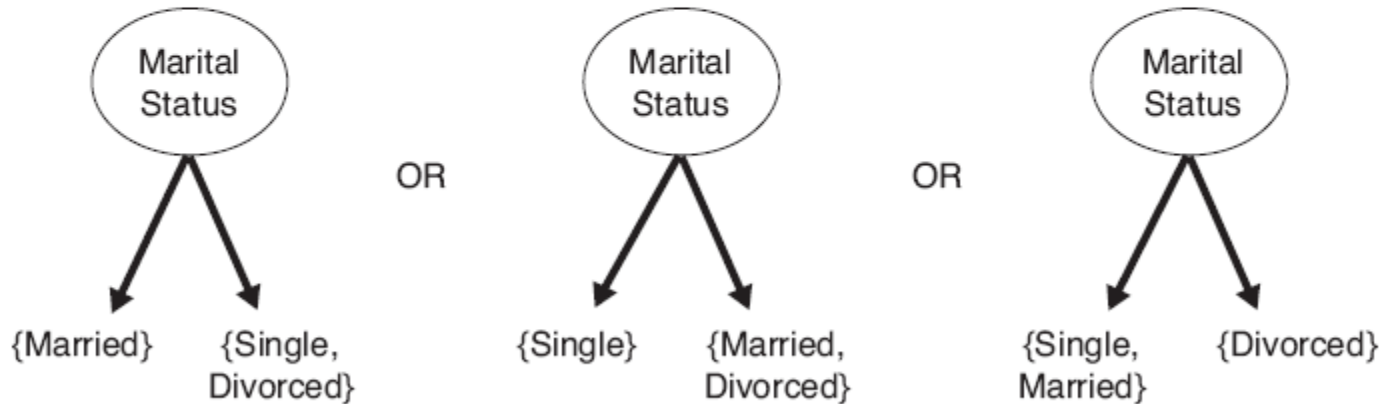 Marital
Status
Marital
Status
Marital
Status
OR
OR
{Married}
{Single,
Divorced}
{Single}
{Married,
Divorced}
{Single,
Married}
{Divorced}